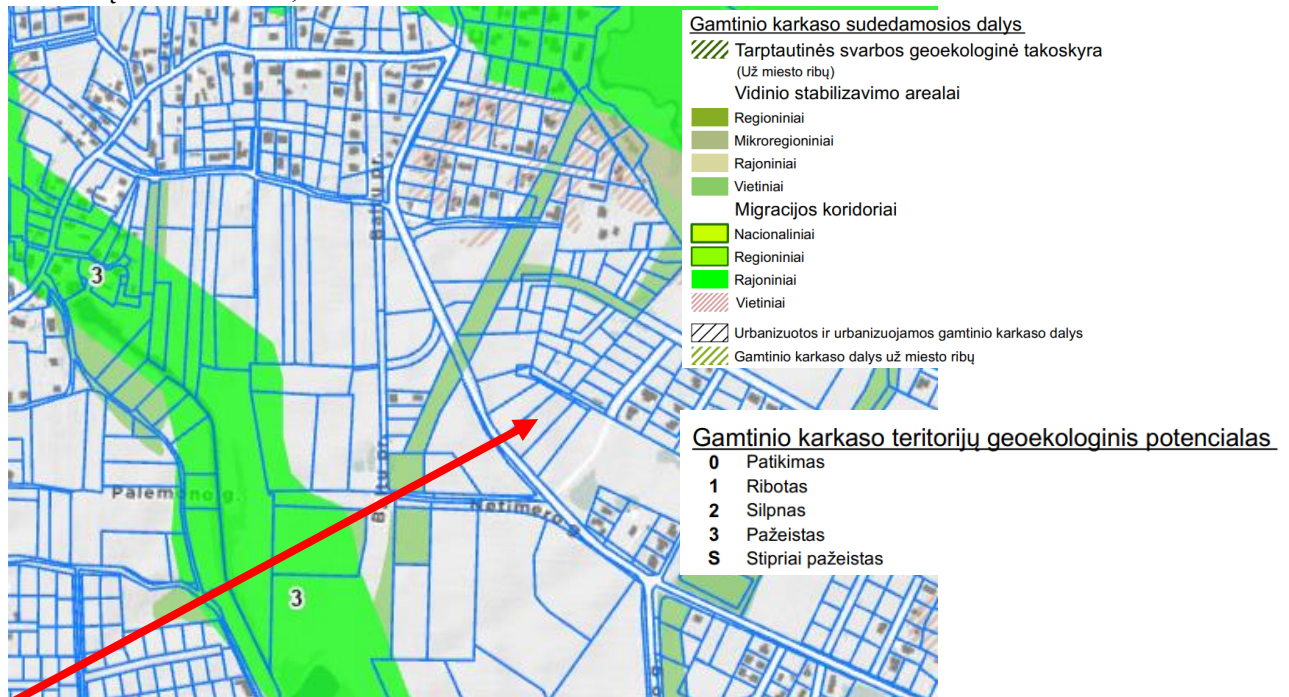 Gamtinio karkaso sudedamosios dalys
Tarptautinės svarbos geoekologinė takoskyra
(Už miesto ribų)
Vidinio stabilizavimo arealai
Regioniniai
Mikroregioniniai
Rajoniniai
Vietiniai
Migracijos koridoriai
Nacionaliniai
Regioniniai
Rajoniniai
Vietiniai
Urbanizuotos ir urbanizuojamos gamtinio karkaso dalys
Gamtinio karkaso dalys už miesto ribų
Gamtinio karkaso teritorijų geoekologinis potencialas
0 Patikimas
1 Ribotas
2 Silpnas
3 Pažeistas
S Stipriai pažeistas
3
Palemono g.
3